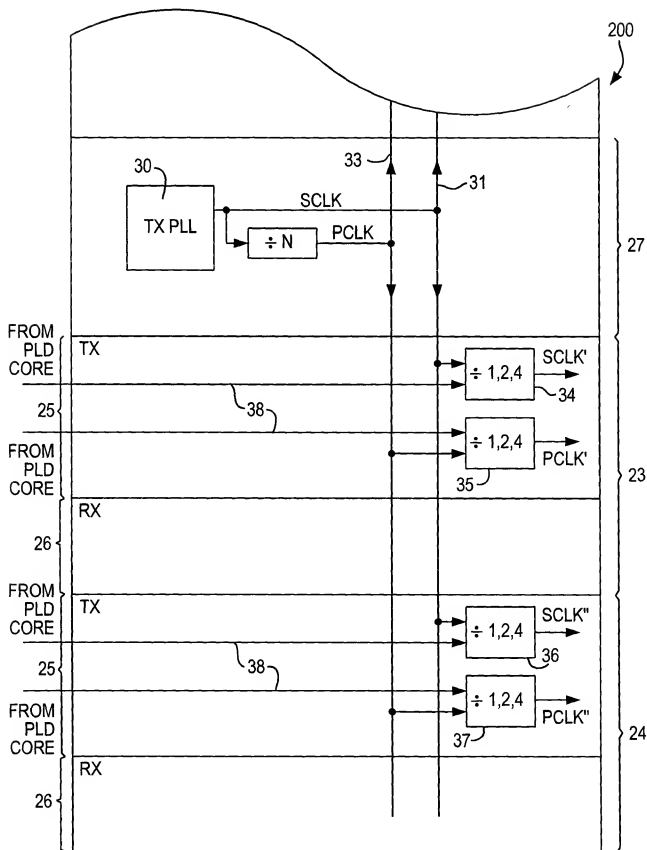 200
33
31
30
TX PLL
SCLK
÷ N
PCLK
27
FROM
PLD
CORE
TX
÷ 1,2,4
SCLK'
34
25
38
÷ 1,2,4
PCLK'
35
FROM
PLD
CORE
23
RX
26
FROM
PLD
CORE
TX
÷ 1,2,4
SCLK"
36
25
38
÷ 1,2,4
PCLK"
37
FROM
PLD
CORE
24
RX
26